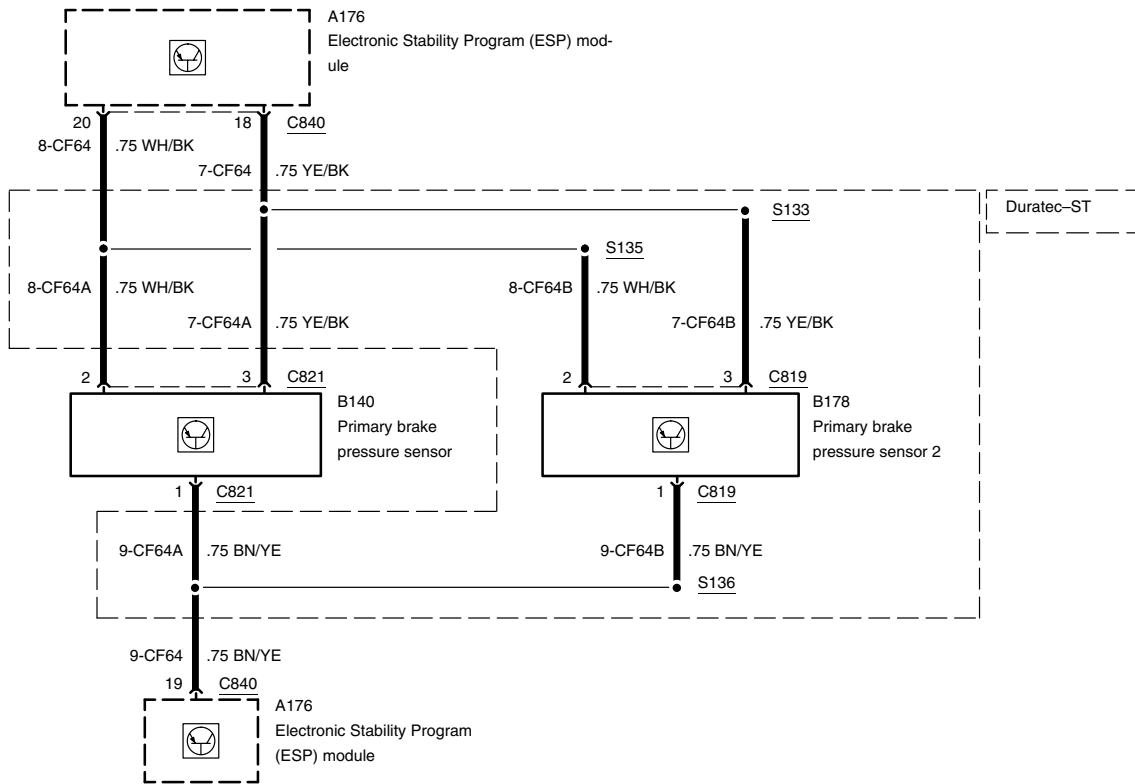 A176
Electronic Stability Program (ESP) mod-
ule
20
18
C840
8-CF64
.75 WH/BK
7-CF64
.75 YE/BK
Duratec–ST
S133
S135
8-CF64A
.75 WH/BK
8-CF64B
.75 WH/BK
7-CF64A
.75 YE/BK
7-CF64B
.75 YE/BK
2
3
C821
2
3
C819
B140
Primary brake
pressure sensor
B178
Primary brake
pressure sensor 2
1
C821
1
C819
9-CF64A
.75 BN/YE
9-CF64B
.75 BN/YE
S136
9-CF64
.75 BN/YE
19
C840
A176
Electronic Stability Program
(ESP) module